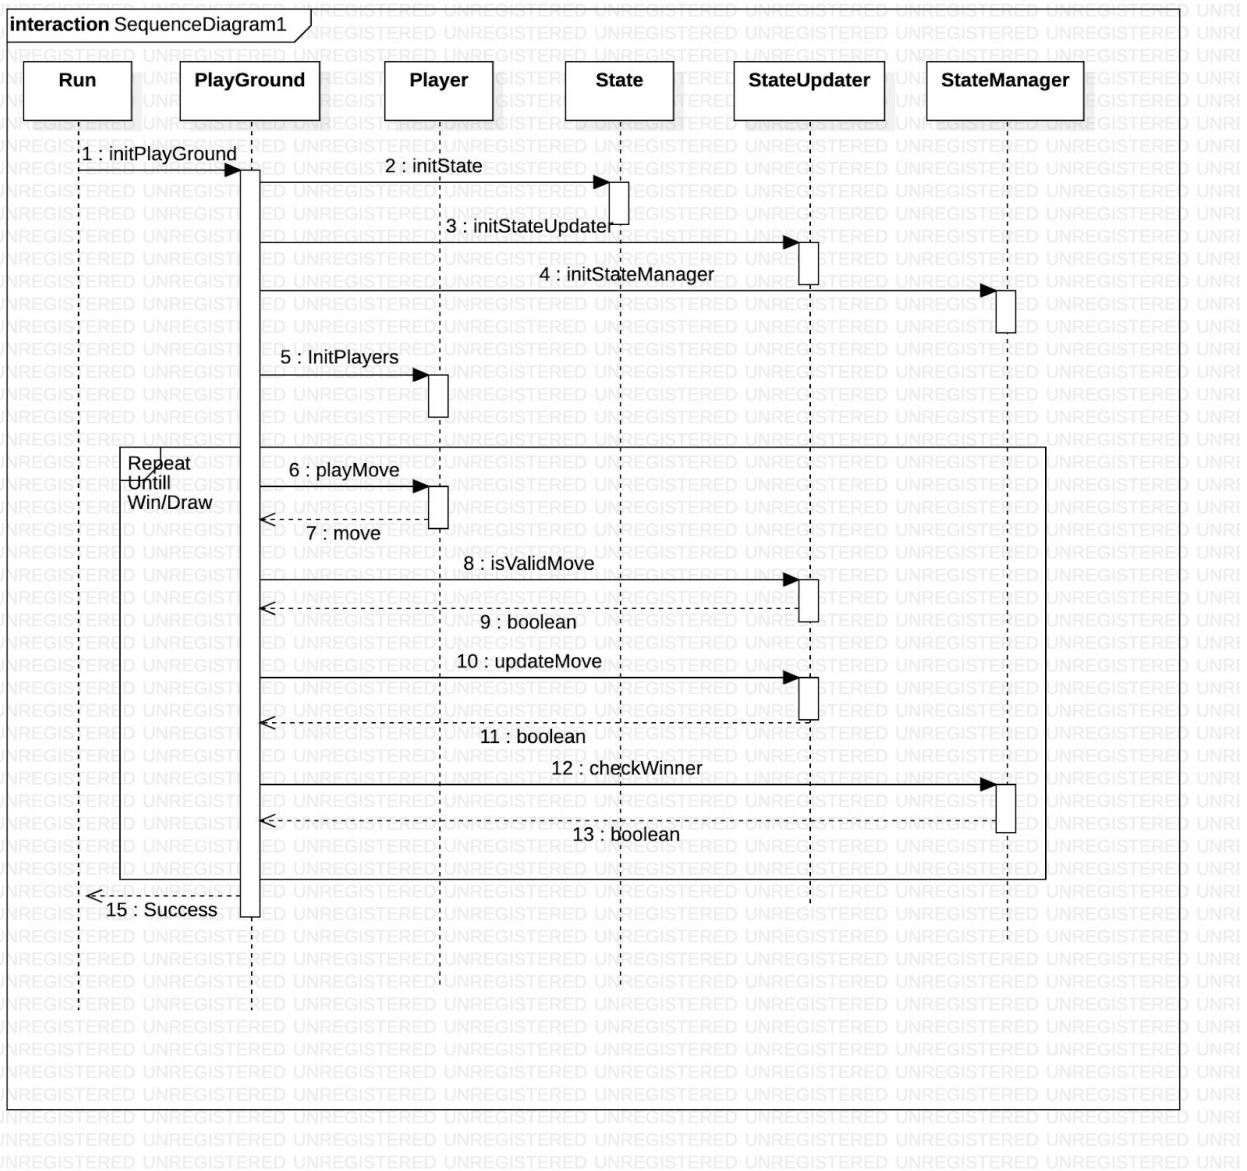 interaction SequenceDiagram1
Run
PlayGround
Player
State
StateUpdater
StateManager
1 : initPlayGround
2 : initState
3 : initStateUpdater
4 : initStateManager
5 : InitPlayers
Repeat
Untill
Win/Draw
6 : playMove
7 : move
8 : isValidMove
9 : boolean
10 : updateMove
11 : boolean
12 : checkWinner
13 : boolean
15 : Success
UNREGISTERED